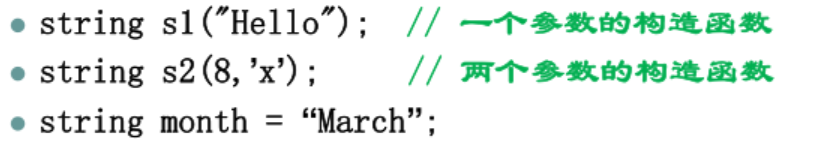 • string s1("Hello"); // 一个参数的构造函数
• string s2(8,'x'); // 两个参数的构造函数
• string month = “March”;